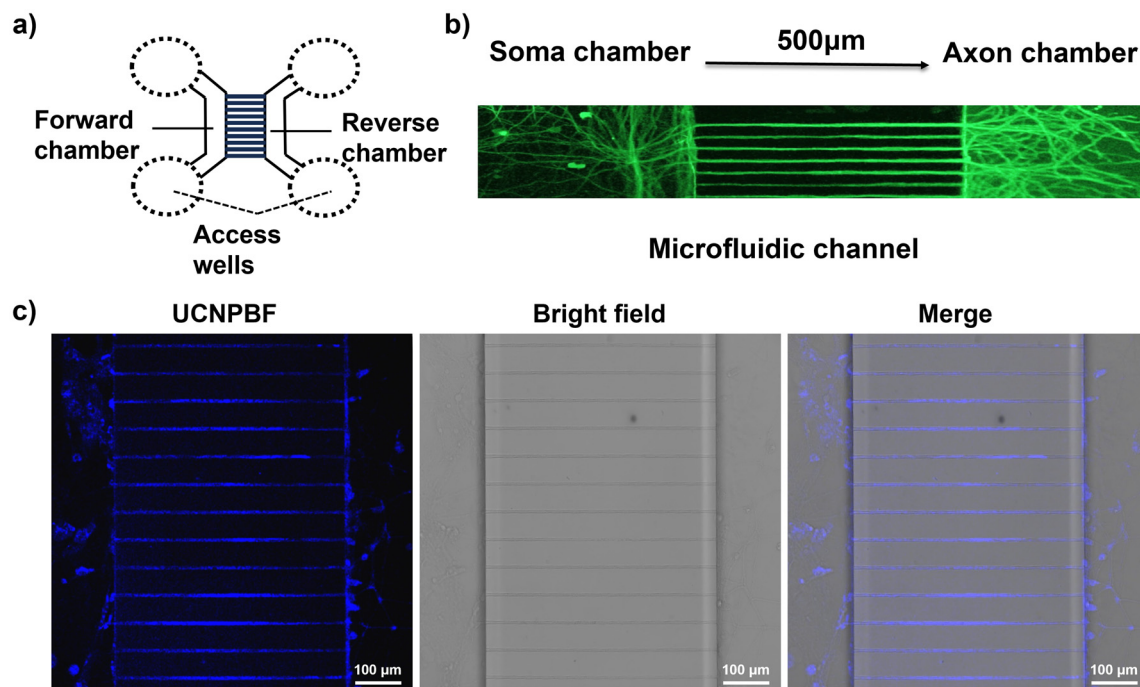 a)
Forward
chamber
Reverse
chamber
Access
wells
b)
Soma chamber
500µm
Axon chamber
Microfluidic channel
c)
UCNPBF
Bright field
Merge
100 µm
100 µm
100 µm